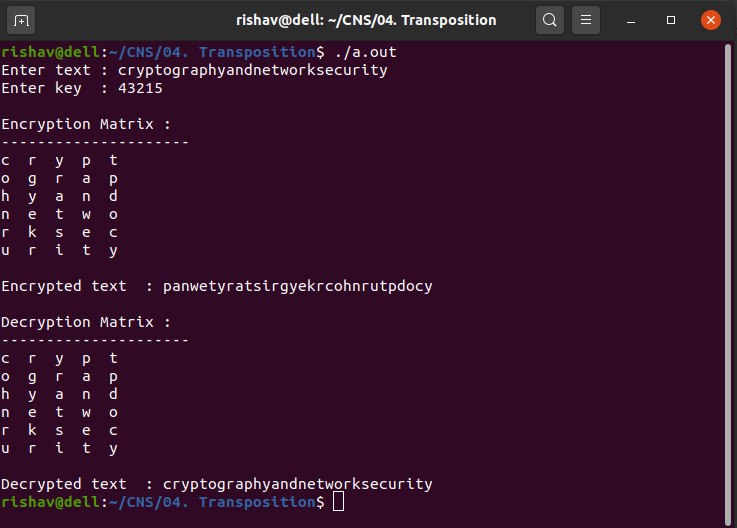 rishav@dell: ~/CNS/04. Transposition
rishav@dell:~/CNS/04. Transposition$ ./a.out
Enter text : cryptographyandnetworksecurity
Enter key  : 43215

Encryption Matrix :
---------------------
c  r  y  p  t
o  g  r  a  p
h  y  a  n  d
n  e  t  w  o
r  k  s  e  c
u  r  i  t  y

Encrypted text  : panwetyratsirgyekrcohnrutpdocy

Decryption Matrix :
---------------------
c  r  y  p  t
o  g  r  a  p
h  y  a  n  d
n  e  t  w  o
r  k  s  e  c
u  r  i  t  y

Decrypted text  : cryptographyandnetworksecurity
rishav@dell:~/CNS/04. Transposition$